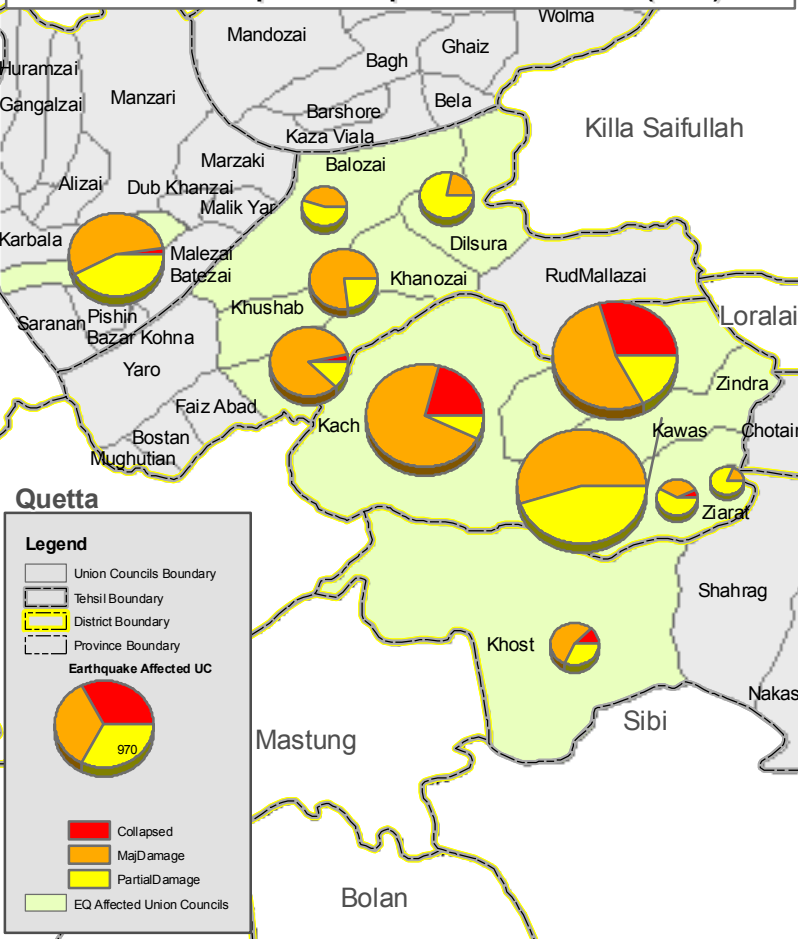 Wolma
Mandozai
Ghaiz
Bagh
Huramzai
Manzari
Gangalzai
Bela
Barshore
Killa Saifullah
Kaza Viala
Marzaki
Balozai
Alizai
Dub Khanzai
Malik Yar
Karbala
Dilsura
Malezai
Batezai
RudMallazai
Khanozai
Khushab
Saranan
Pishin
Loralai
Bazar Kohna
Yaro
Zindra
Faiz Abad
Kach
Kawas
Chotair
Bostan
Mughutian
Quetta
Ziarat
Legend
Union Councils Boundary
Tehsil Boundary
District Boundary
Province Boundary
Earthquake Affected UC
970
Collapsed
MajDamage
PartialDamage
EQ Affected Union Councils
Shahrag
Khost
Nakas
Sibi
Mastung
Bolan